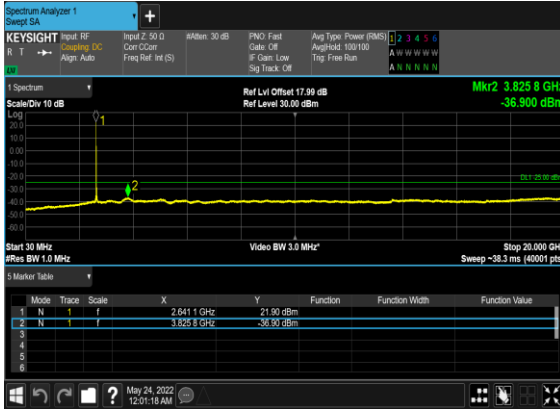 Spectrum Analyzer 1
Swept SA
+
KEYSIGHT
R T
Input: RF
Coupling: DC
Align: Auto
Input Z: 50 Ω
Corr CCorr
Freq Ref: Int (S)
#Atten: 30 dB
PNO: Fast
Gate: Off
IF Gain: Low
Sig Track: Off
Avg Type: Power (RMS)
Avg|Hold: 100/100
Trig: Free Run
1 2 3 4 5 6
A W W W W W
A N N N N N
1 Spectrum
Scale/Div 10 dB
Ref Lvl Offset 17.99 dB
Ref Level 30.00 dBm
Mkr2 3.825 8 GHz
-36.900 dBm
Log
20.0
10.0
0.00
-10.0
-20.0
-30.0
-40.0
-50.0
-60.0
1
2
DL1 -25.00 dBm
Start 30 MHz
#Res BW 1.0 MHz
Video BW 3.0 MHz*
Stop 20.000 GHz
Sweep ~38.3 ms (40001 pts)
5 Marker Table
Mode Trace Scale X Y Function Function Width Function Value
1 N 1 f 2.641 1 GHz 21.90 dBm
2 N 1 f 3.825 8 GHz -36.90 dBm
3
4
5
6
?
May 24, 2022
12:01:18 AM